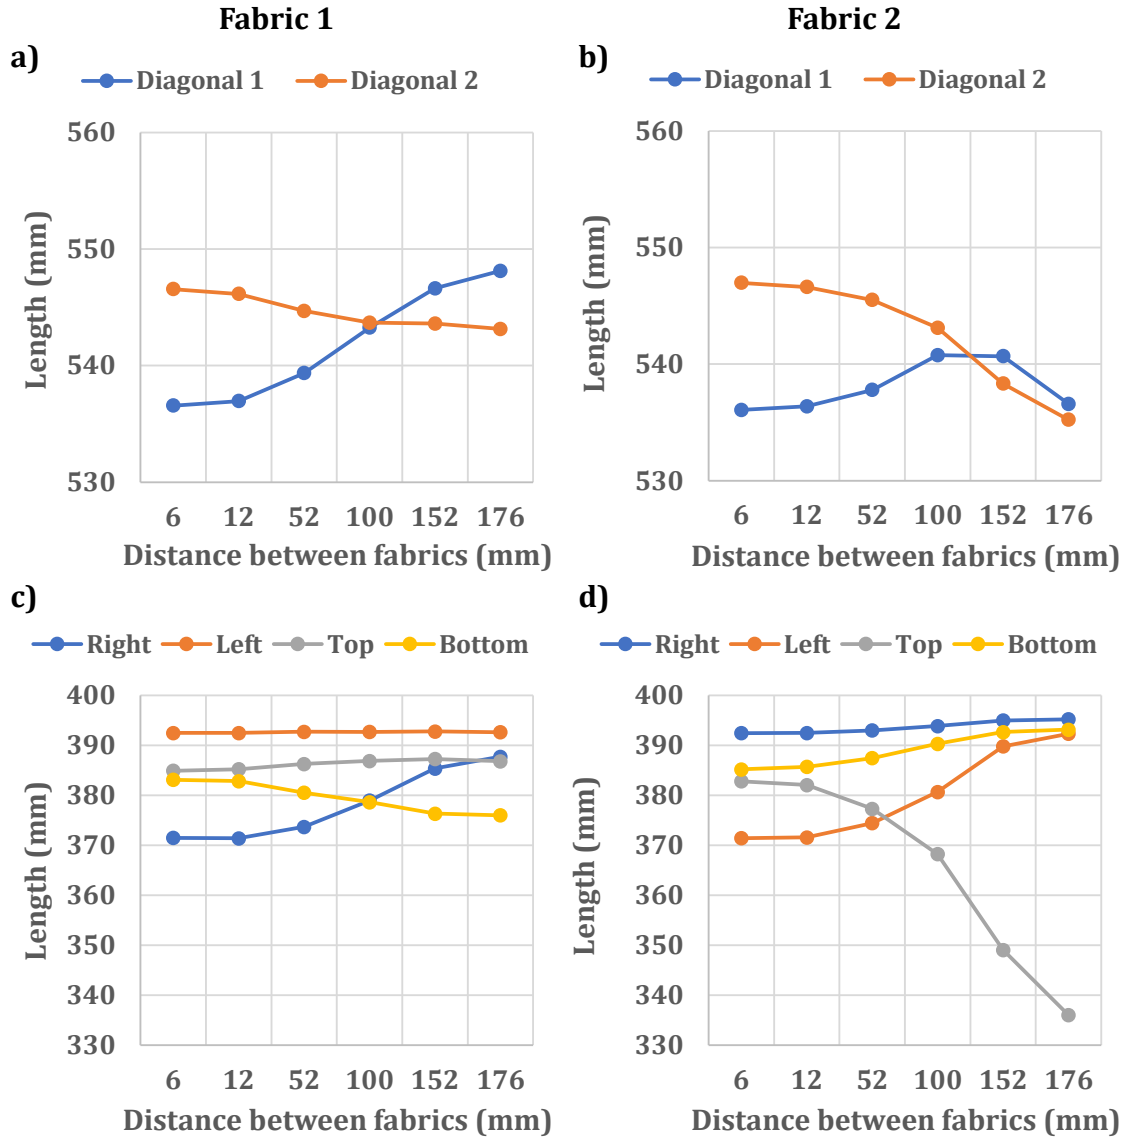 Fabric 1
Fabric 2
a)
Diagonal 1 Diagonal 2
560
550
540
530
Length (mm)
6 12 52 100 152 176
Distance between fabrics (mm)
b)
Diagonal 1 Diagonal 2
560
550
540
530
Length (mm)
6 12 52 100 152 176
Distance between fabrics (mm)
c)
Right Left Top Bottom
400
390
380
370
360
350
340
330
Length (mm)
6 12 52 100 152 176
Distance between fabrics (mm)
d)
Right Left Top Bottom
400
390
380
370
360
350
340
330
Length (mm)
6 12 52 100 152 176
Distance between fabrics (mm)